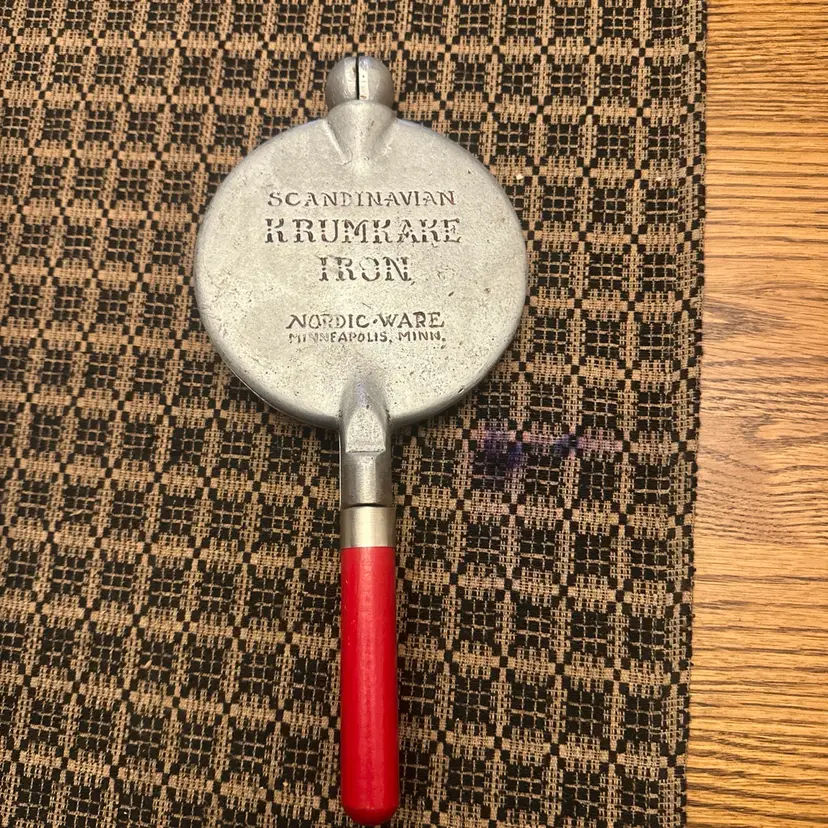 SCANDINAVIAN
KRUMKAKE
IRON
NORDIC·WARE
MINNEAPOLIS, MINN.